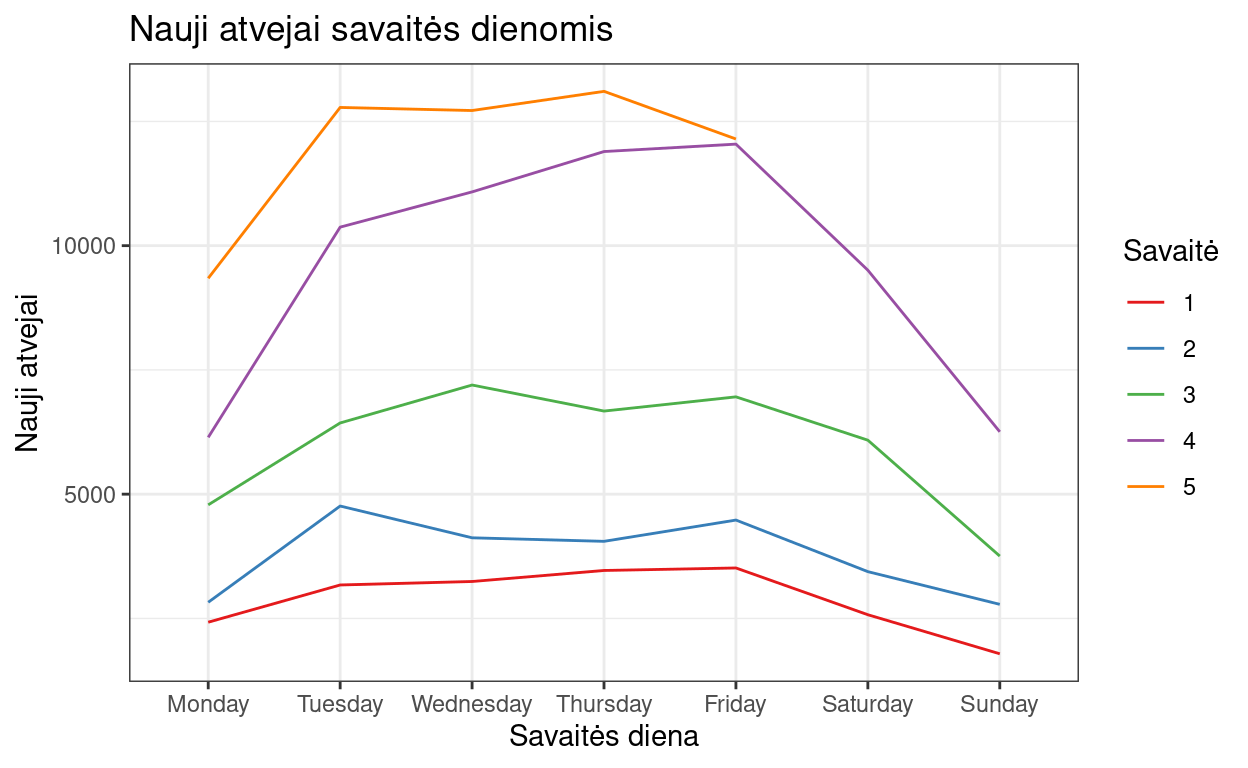 Nauji atvejai savaitės dienomis
Nauji atvejai
10000
5000
Monday Tuesday Wednesday Thursday Friday Saturday Sunday
Savaitės diena
Savaitė
1
2
3
4
5